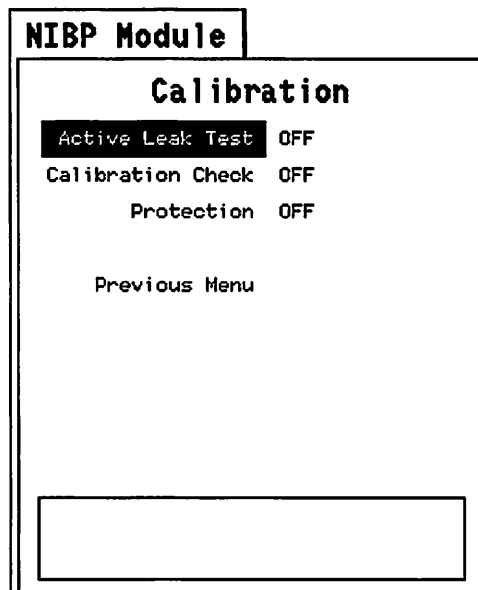 NIBP Module
Calibration
Active Leak Test OFF
Calibration Check OFF
Protection OFF
Previous Menu